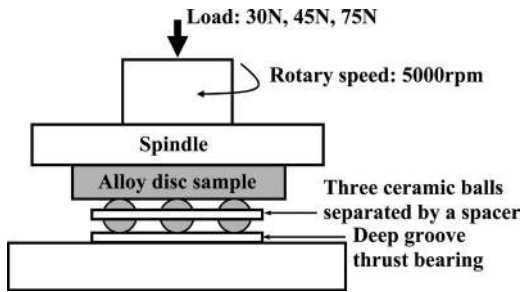 Load: 30N, 45N, 75N
Rotary speed: 5000rpm
Spindle
Alloy disc sample
Three ceramic balls
separated by a spacer
Deep groove
thrust bearing